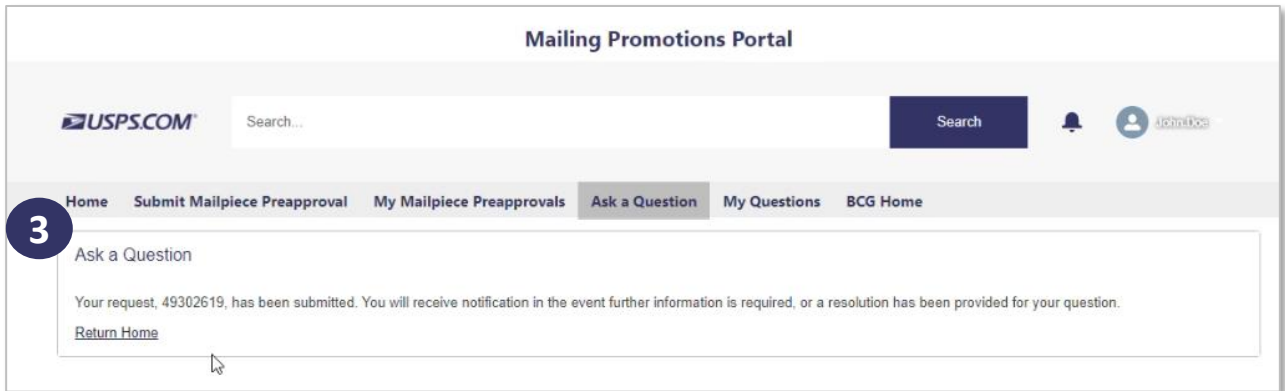 Mailing Promotions Portal
USPS.COM®
Search...
Search
John Doe
Home
Submit Mailpiece Preapproval
My Mailpiece Preapprovals
Ask a Question
My Questions
BCG Home
3
Ask a Question
Your request, 49302619, has been submitted. You will receive notification in the event further information is required, or a resolution has been provided for your question.
Return Home